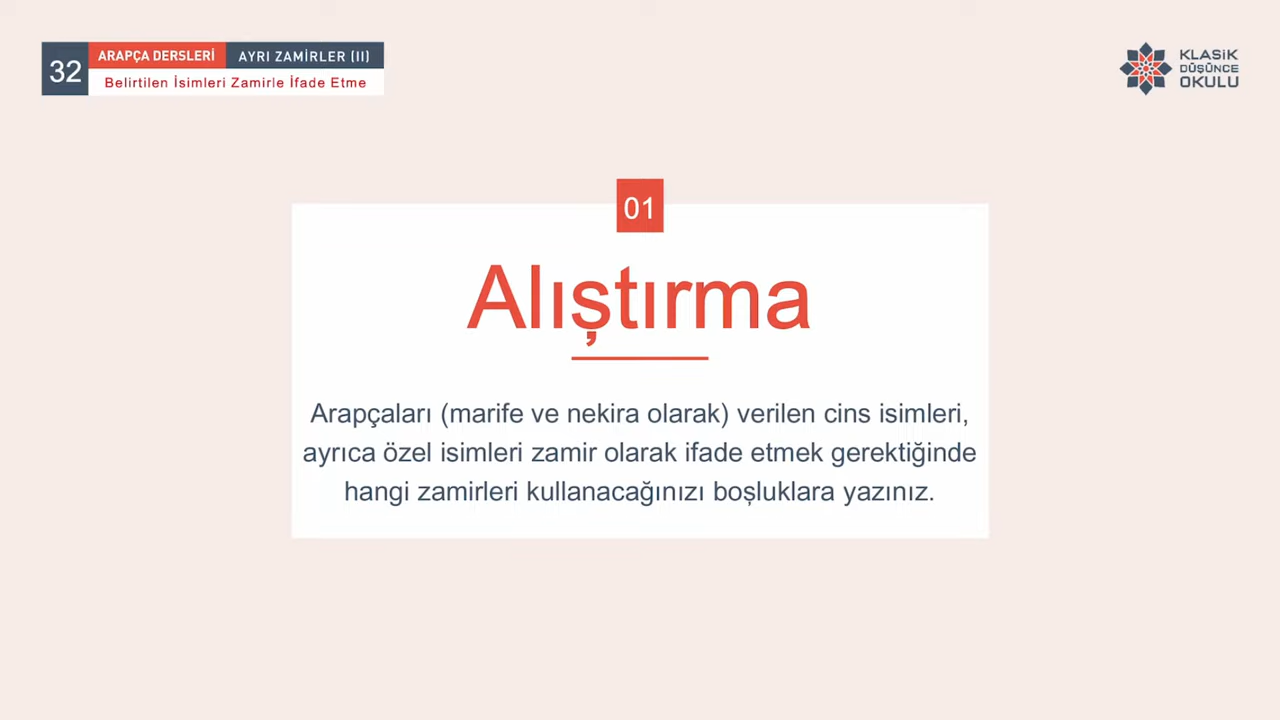 32
ARAPÇA DERSLERİ AYRI ZAMİRLER (II)
Belirtilen İsimleri Zamirle İfade Etme
KLASİK
DÜŞÜNCE
OKULU
01
Alıştırma
Arapçaları (marife ve nekira olarak) verilen cins isimleri,
ayrıca özel isimleri zamir olarak ifade etmek gerektiğinde
hangi zamirleri kullanacağınızı boşluklara yazınız.